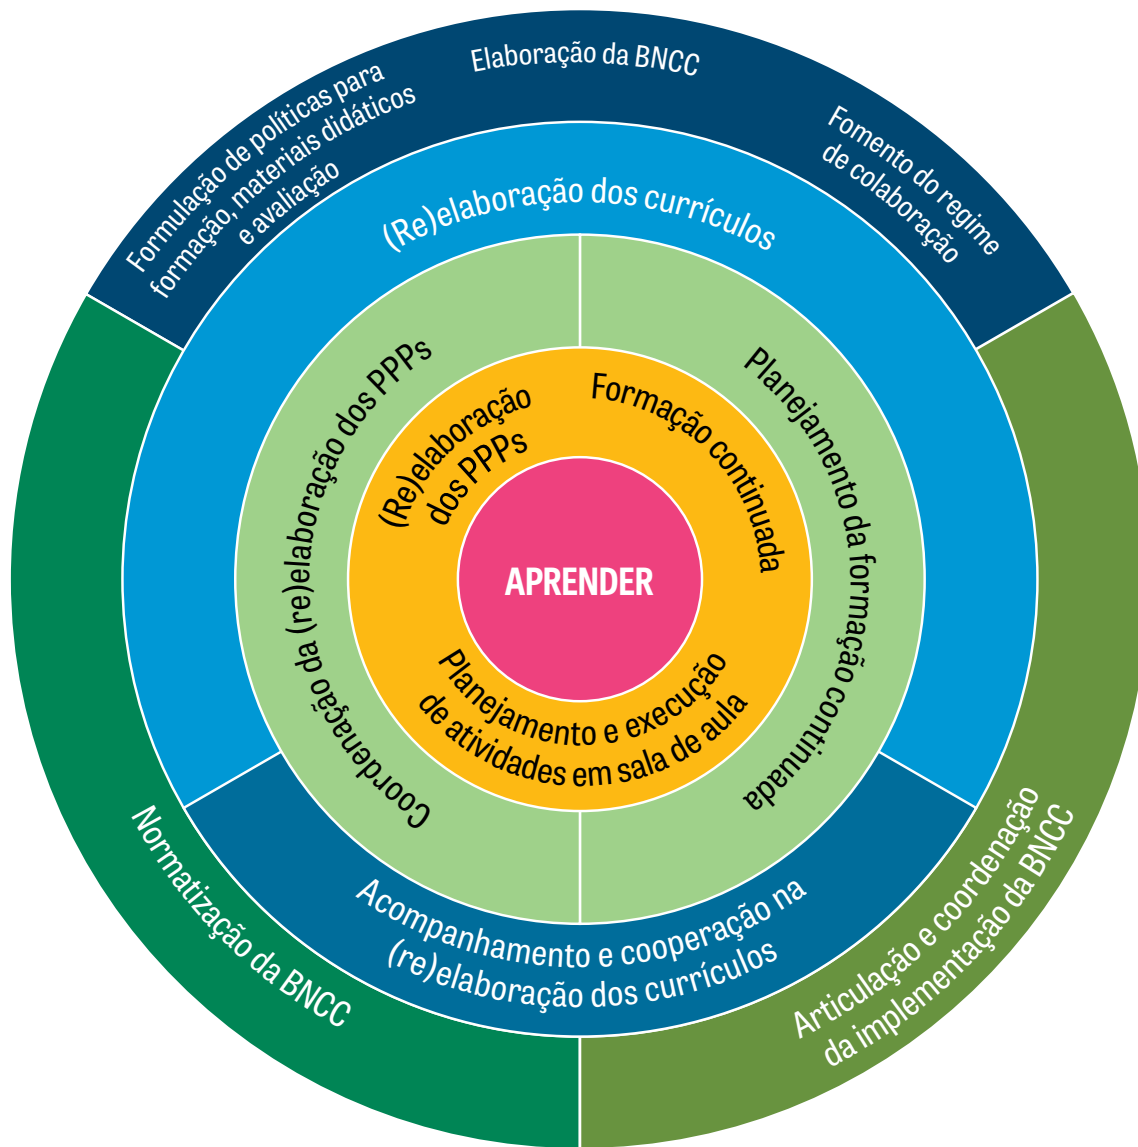 Elaboração da BNCC
Formulação de políticas para
formação, materiais didáticos
e avaliação
Fomento do regime
de colaboração
(Re)elaboração dos currículos
Coordenação da (re)elaboração dos PPPs
Planejamento da formação continuada
(Re)elaboração
dos PPPs
Formação continuada
APRENDER
Planejamento e execução
de atividades em sala de aula
Acompanhamento e cooperação na
(re)elaboração dos currículos
Normatização da BNCC
Articulação e coordenação
da implementação da BNCC